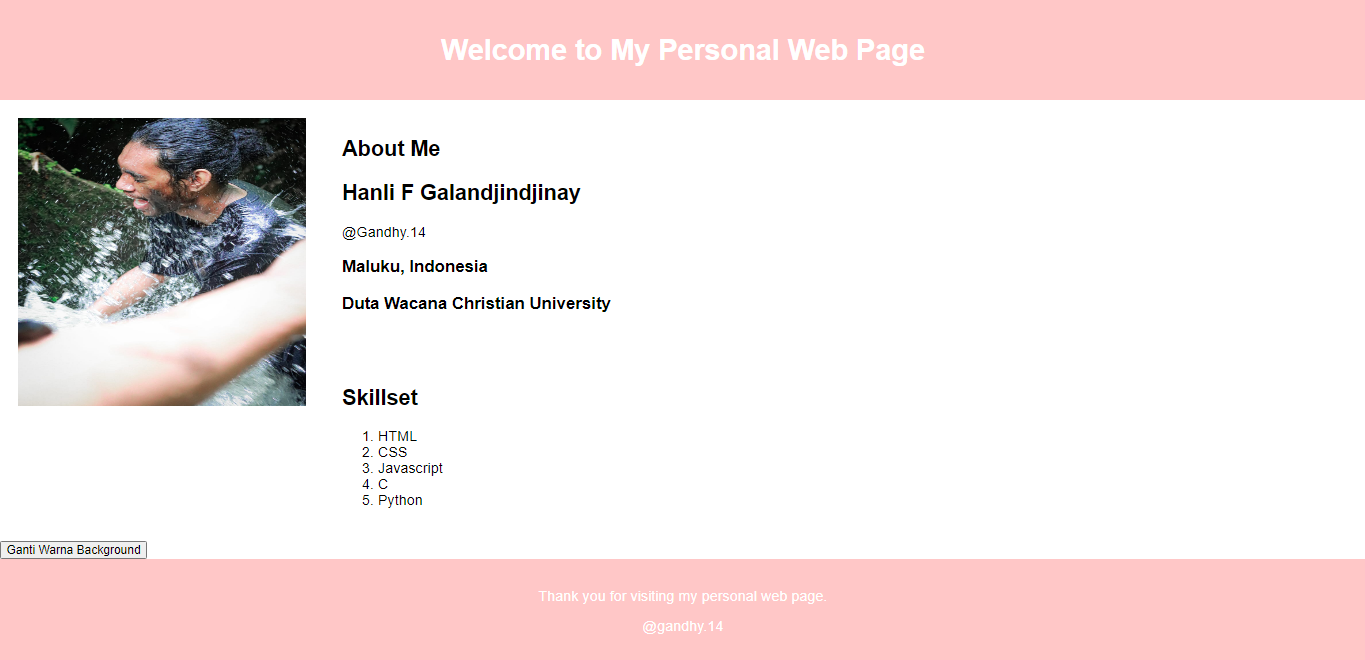 Welcome to My Personal Web Page
About Me
Hanli F Galandjindjinay
@Gandhy.14
Maluku, Indonesia
Duta Wacana Christian University
Skillset
1. HTML
2. CSS
3. Javascript
4. C
5. Python
Ganti Warna Background
Thank you for visiting my personal web page.
@gandhy.14